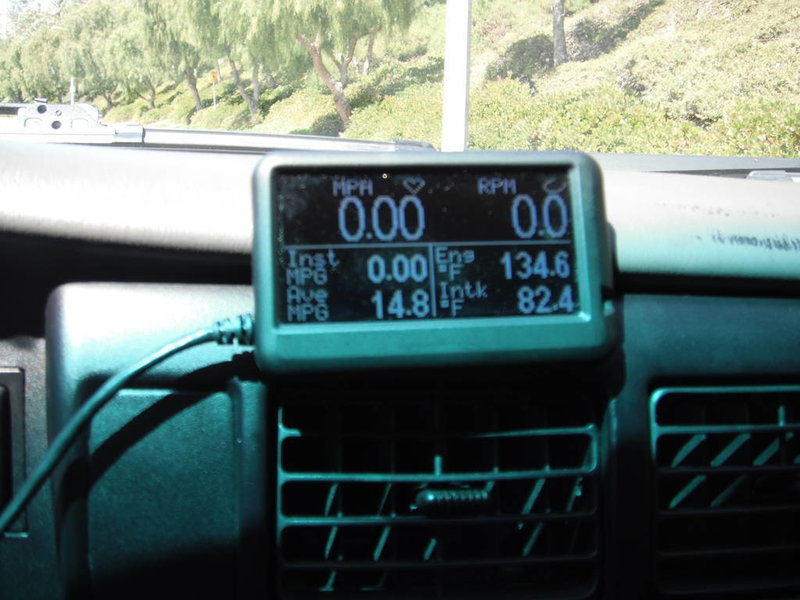 MPH RPM
0.00 0.0
Inst MPG 0.00 Eng °F 134.6
Ave MPG 14.8 Intk °F 82.4